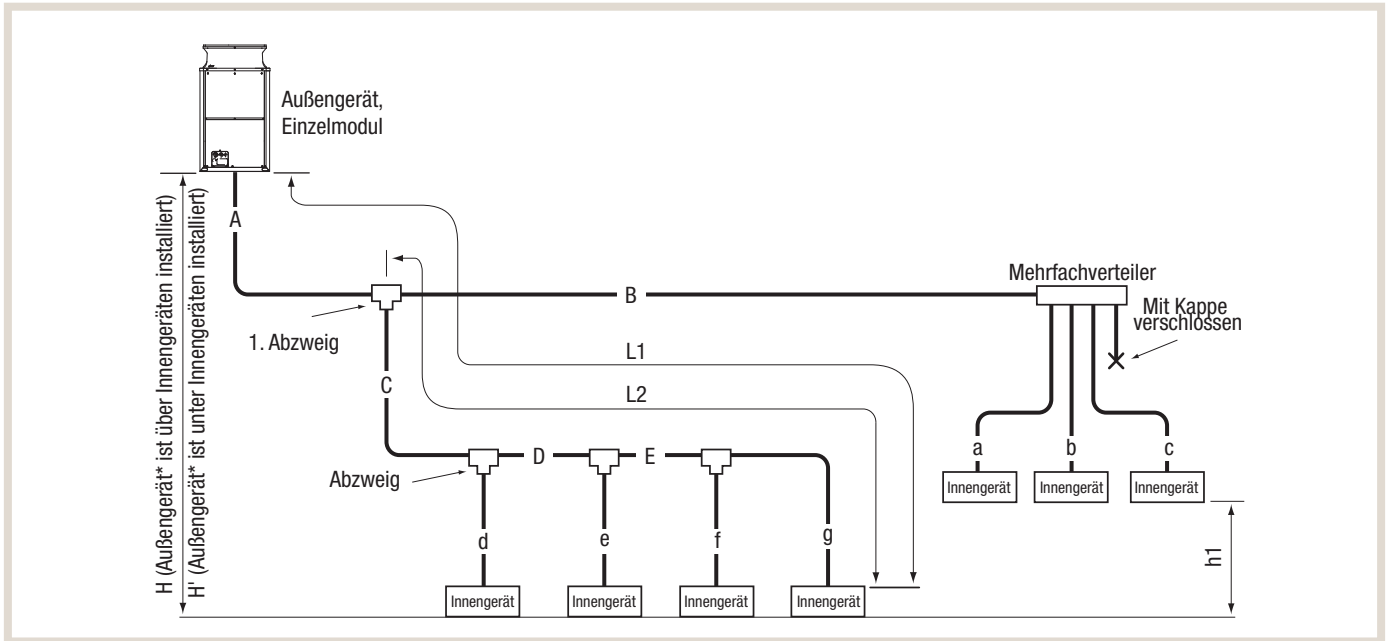 Außengerät,
Einzelmodul
H (Außengerät* ist über Innengeräten installiert)
H' (Außengerät* ist unter Innengeräten installiert)
A
Mehrfachverteiler
B
Mit Kappe
verschlossen
1. Abzweig
L1
C
L2
a
b
c
D
E
Abzweig
Innengerät
Innengerät
Innengerät
d
e
f
g
h1
Innengerät
Innengerät
Innengerät
Innengerät